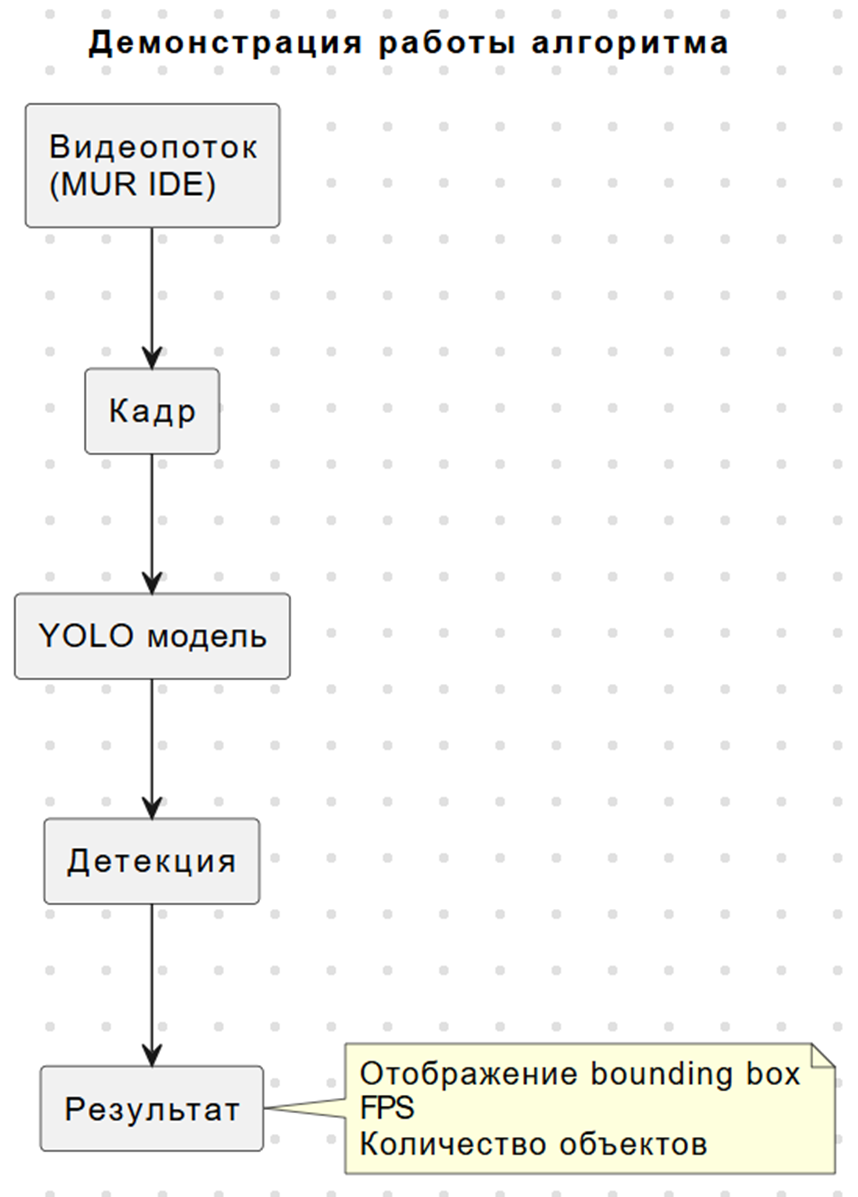 Демонстрация работы алгоритма
Видеопоток
(MUR IDE)
Кадр
YOLO модель
Детекция
Результат
Отображение bounding box
FPS
Количество объектов